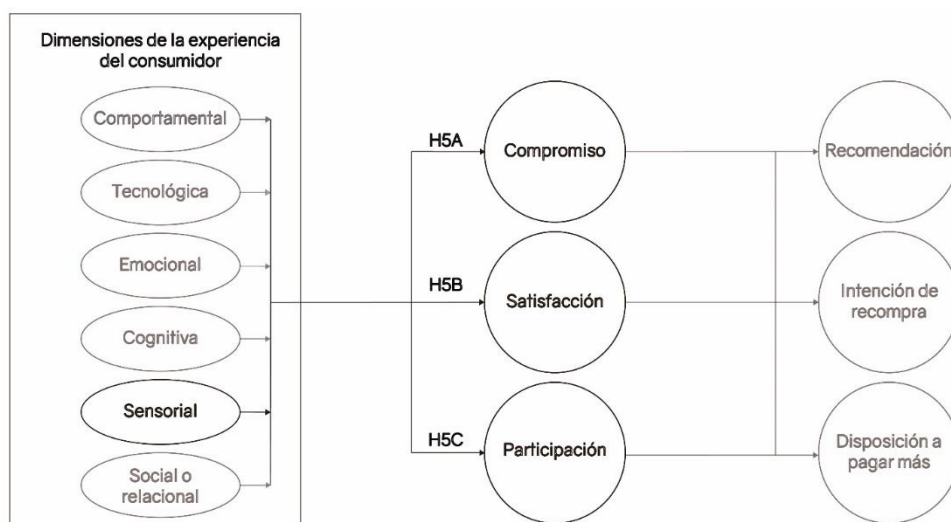 Dimensiones de la experiencia
del consumidor
Comportamental
Tecnológica
Emocional
Cognitiva
Sensorial
Social o
relacional
H5A
H5B
H5C
Compromiso
Satisfacción
Participación
Recomendación
Intención de
recompra
Disposición a
pagar más